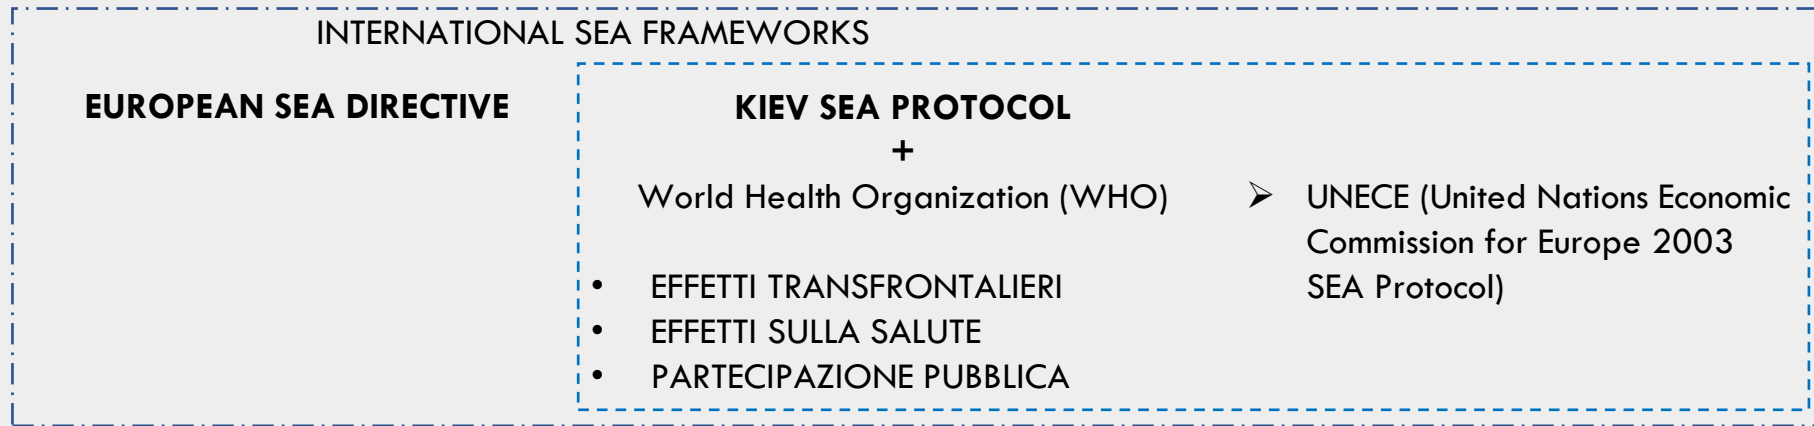 INTERNATIONAL SEA FRAMEWORKS
EUROPEAN SEA DIRECTIVE
KIEV SEA PROTOCOL
+
World Health Organization (WHO)
• EFFETTI TRANSFRONTALIERI
• EFFETTI SULLA SALUTE
• PARTECIPAZIONE PUBBLICA
➢ UNECE (United Nations Economic
Commission for Europe 2003
SEA Protocol)